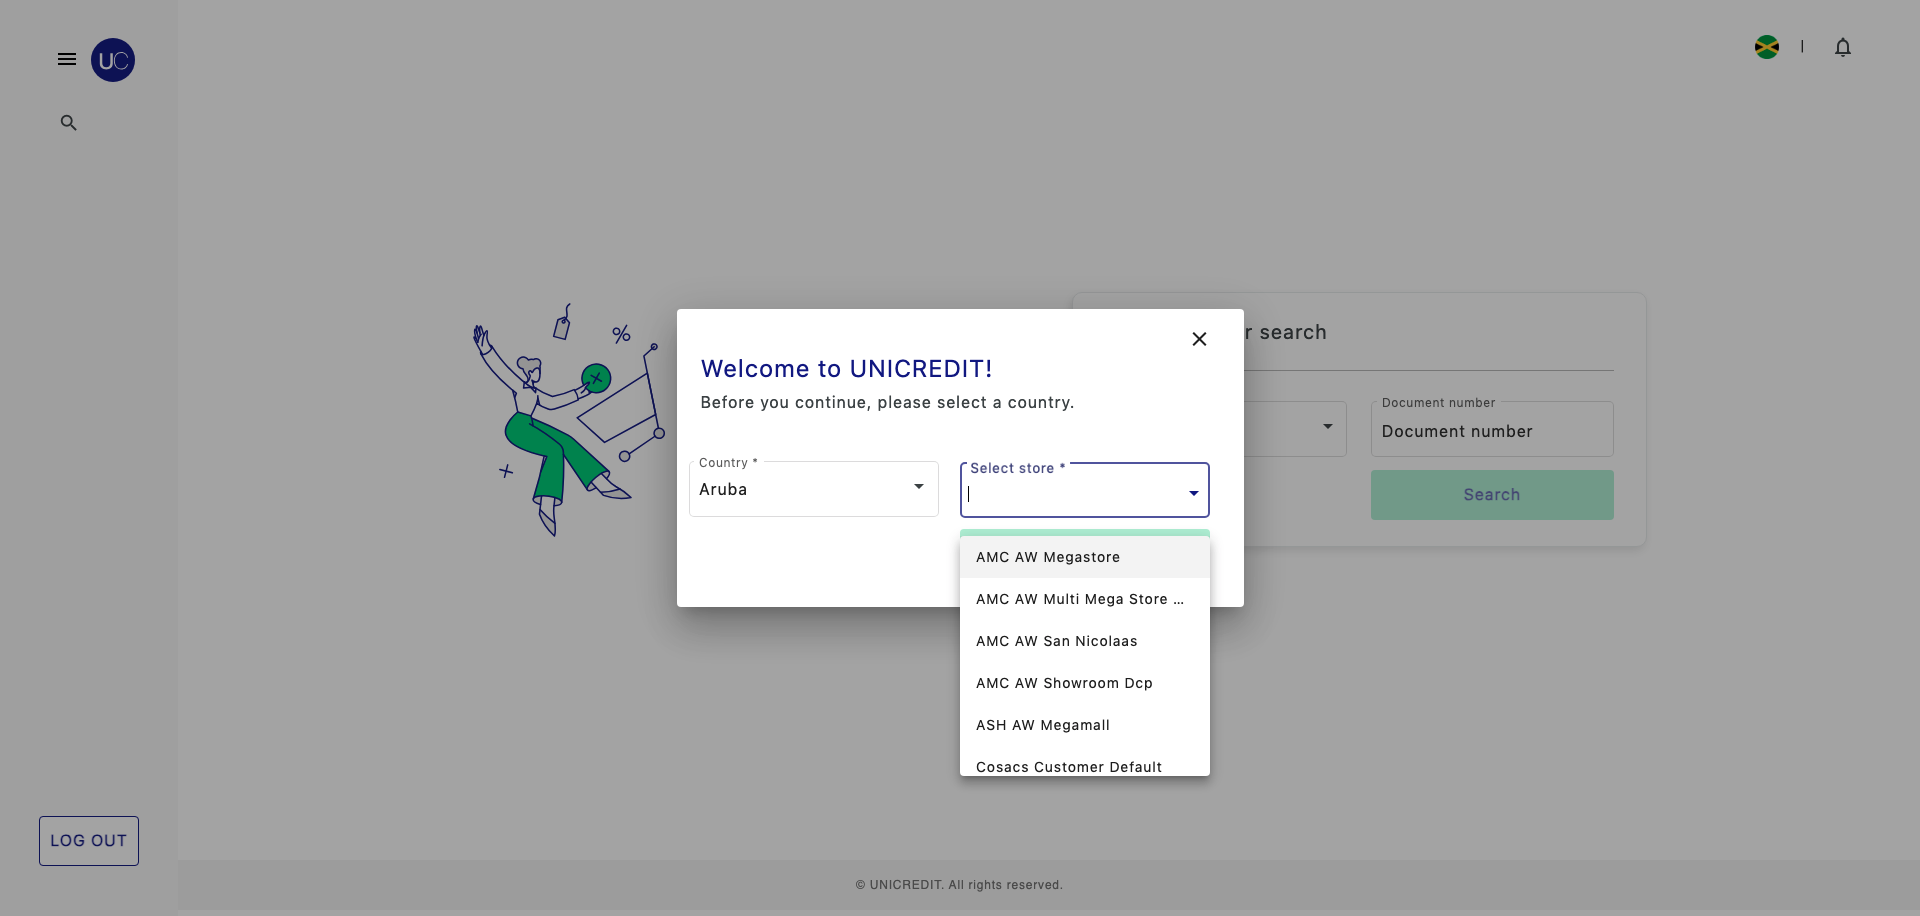 UC
r search
Document number
Document number
Search
Welcome to UNICREDIT!
Before you continue, please select a country.
Country *
Aruba
Select store *
AMC AW Megastore
AMC AW Multi Mega Store ...
AMC AW San Nicolaas
AMC AW Showroom Dcp
ASH AW Megamall
Cosacs Customer Default
LOG OUT
© UNICREDIT. All rights reserved.